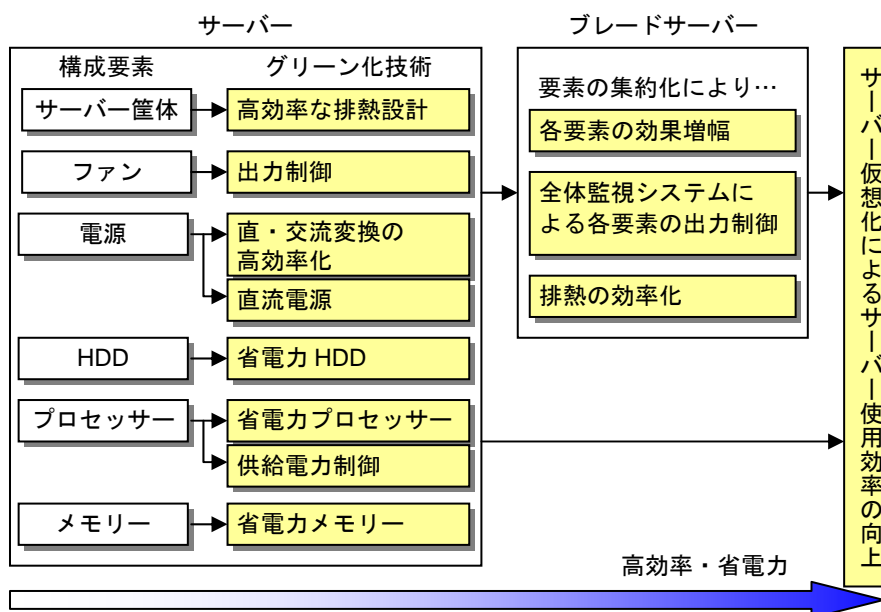 サーバー
ブレードサーバー
構成要素
グリーン化技術
サーバー筐体
高効率な排熱設計
ファン
出力制御
電源
直・交流変換の
高効率化
直流電源
HDD
省電力 HDD
プロセッサー
省電力プロセッサー
供給電力制御
メモリー
省電力メモリー
要素の集約化により…
各要素の効果増幅
全体監視システムに
よる各要素の出力制御
排熱の効率化
サーバー仮想化によるサーバー使用効率の向上
高効率・省電力